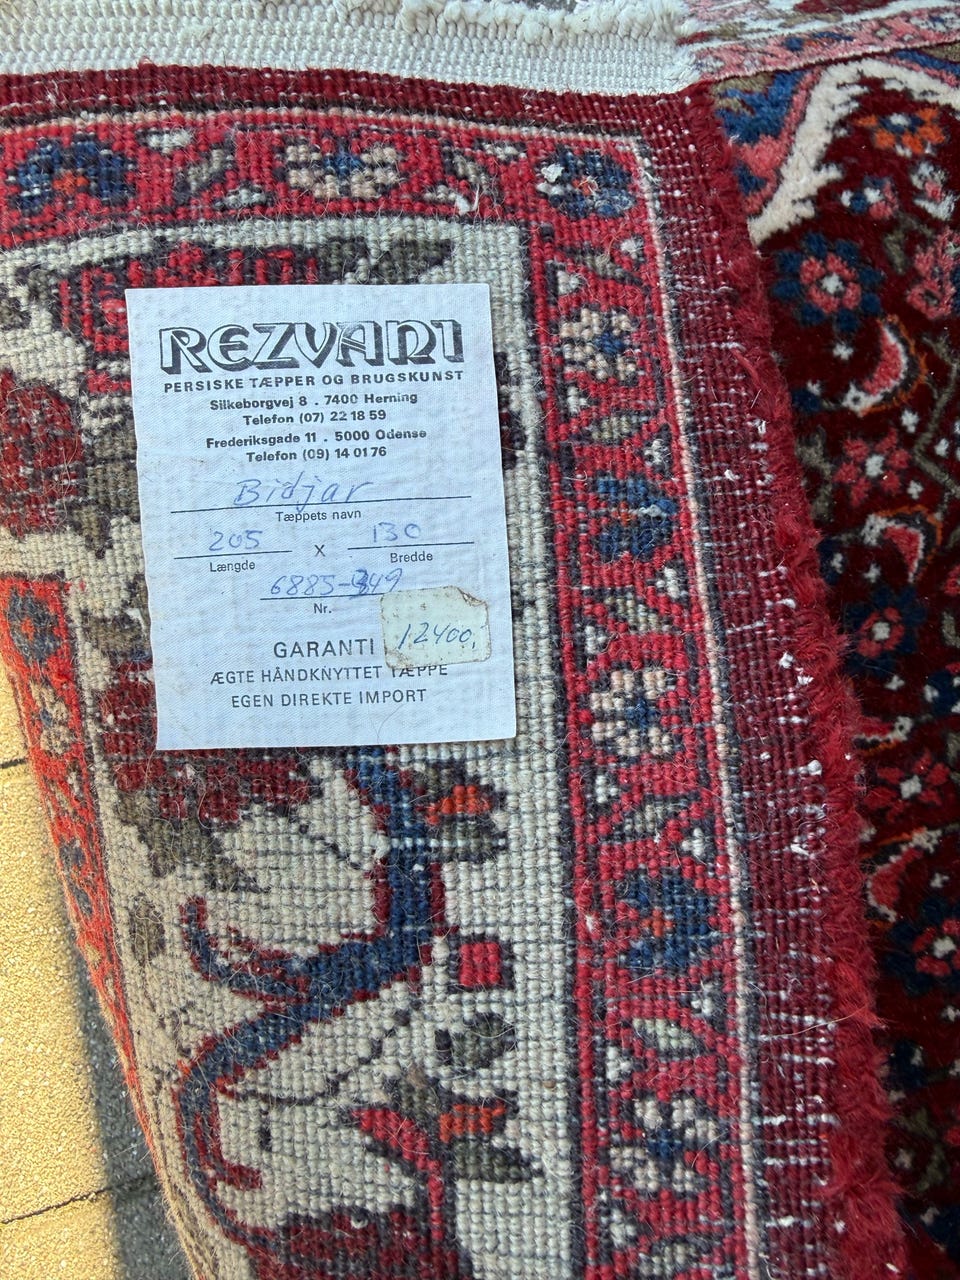 REZVANI
PERSISKE TÆPPER OG BRUGSKUNST
Silkeborgvej 8 . 7400 Herning
Telefon (07) 22 18 59
Frederiksgade 11 . 5000 Odense
Telefon (09) 14 01 76
Bidjar
Tæppets navn
205 x 130
Længde Bredde
Nr.
12400,
GARANTI
ÆGTE HÅNDKNYTTET TÆPPE
EGEN DIREKTE IMPORT